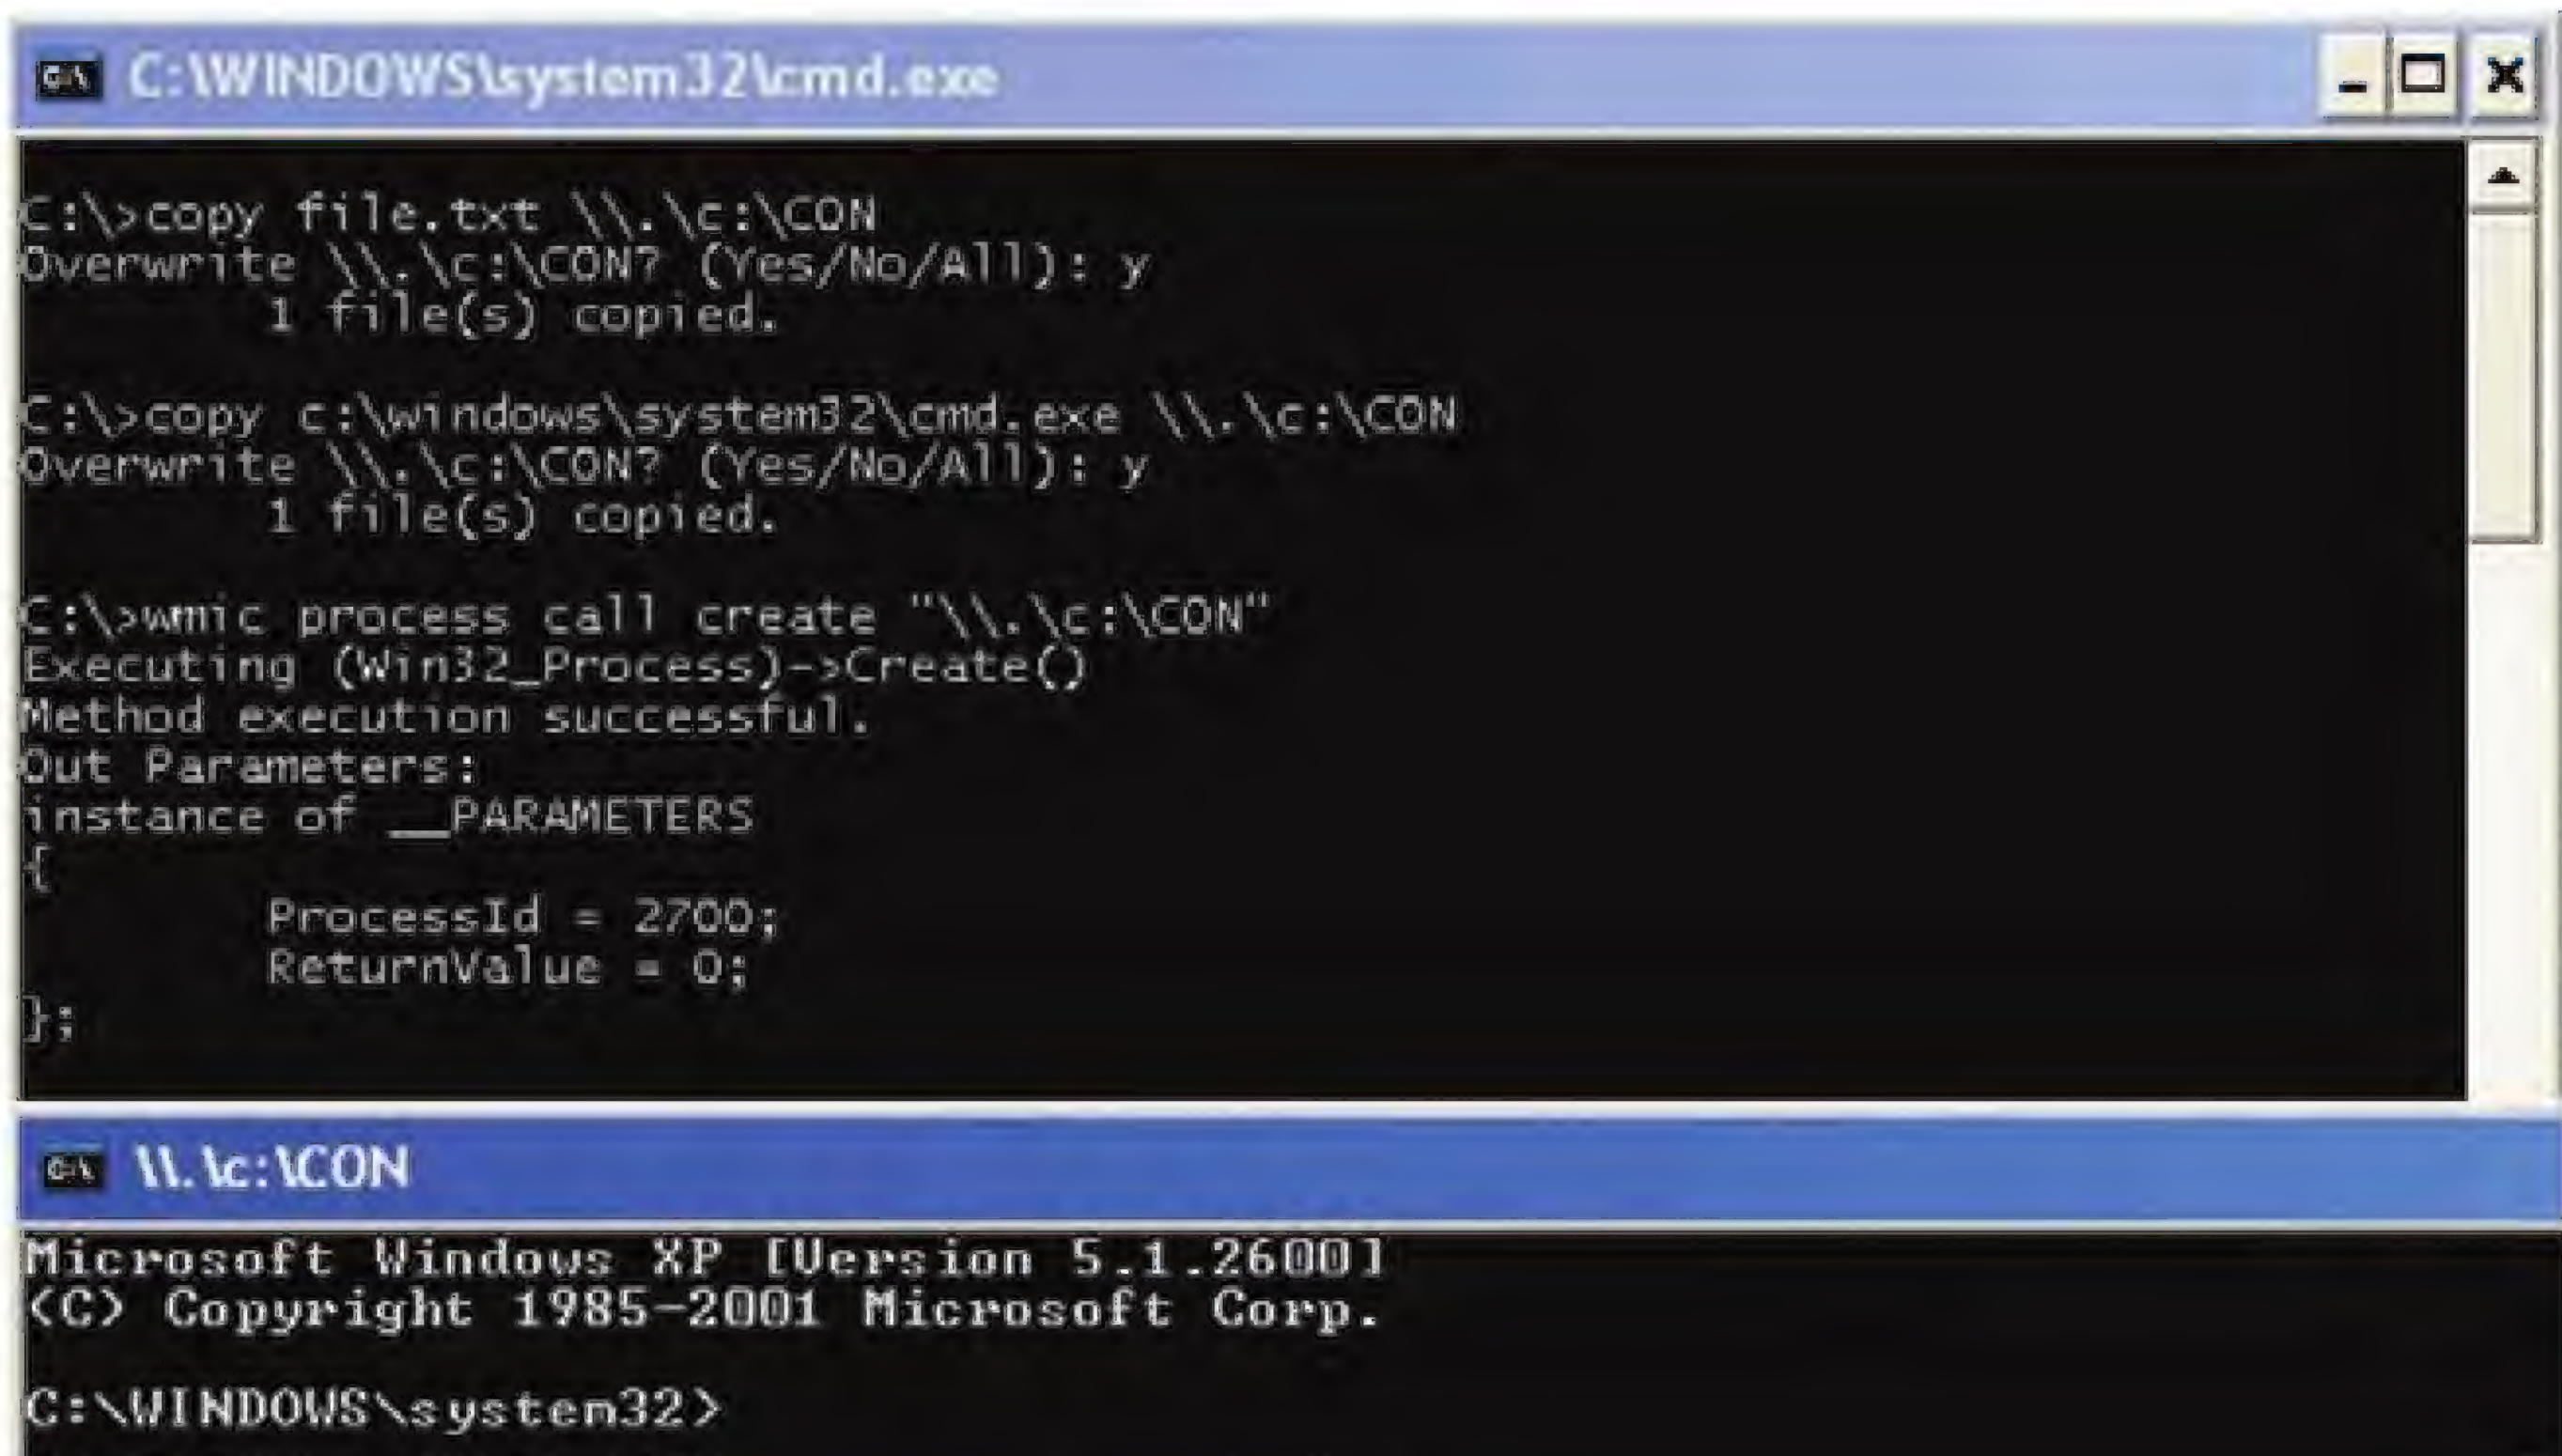 C:\WINDOWS\system32\cmd.exe
C:\>copy file.txt \\.\c:\CON
Overwrite \\.\c:\CON? (Yes/No/All): y
1 file(s) copied.
C:\>copy c:\windows\system32\cmd.exe \\.\c:\CON
Overwrite \\.\c:\CON? (Yes/No/All): y
1 file(s) copied.
C:\>wmic process call create "\\.\c:\CON"
Executing (Win32_Process)->Create()
Method execution successful.
Out Parameters:
instance of __PARAMETERS
{
ProcessId = 2700;
ReturnValue = 0;
};
\\.\c:\CON
Microsoft Windows XP [Version 5.1.2600]
(C) Copyright 1985-2001 Microsoft Corp.
C:\WINDOWS\system32>